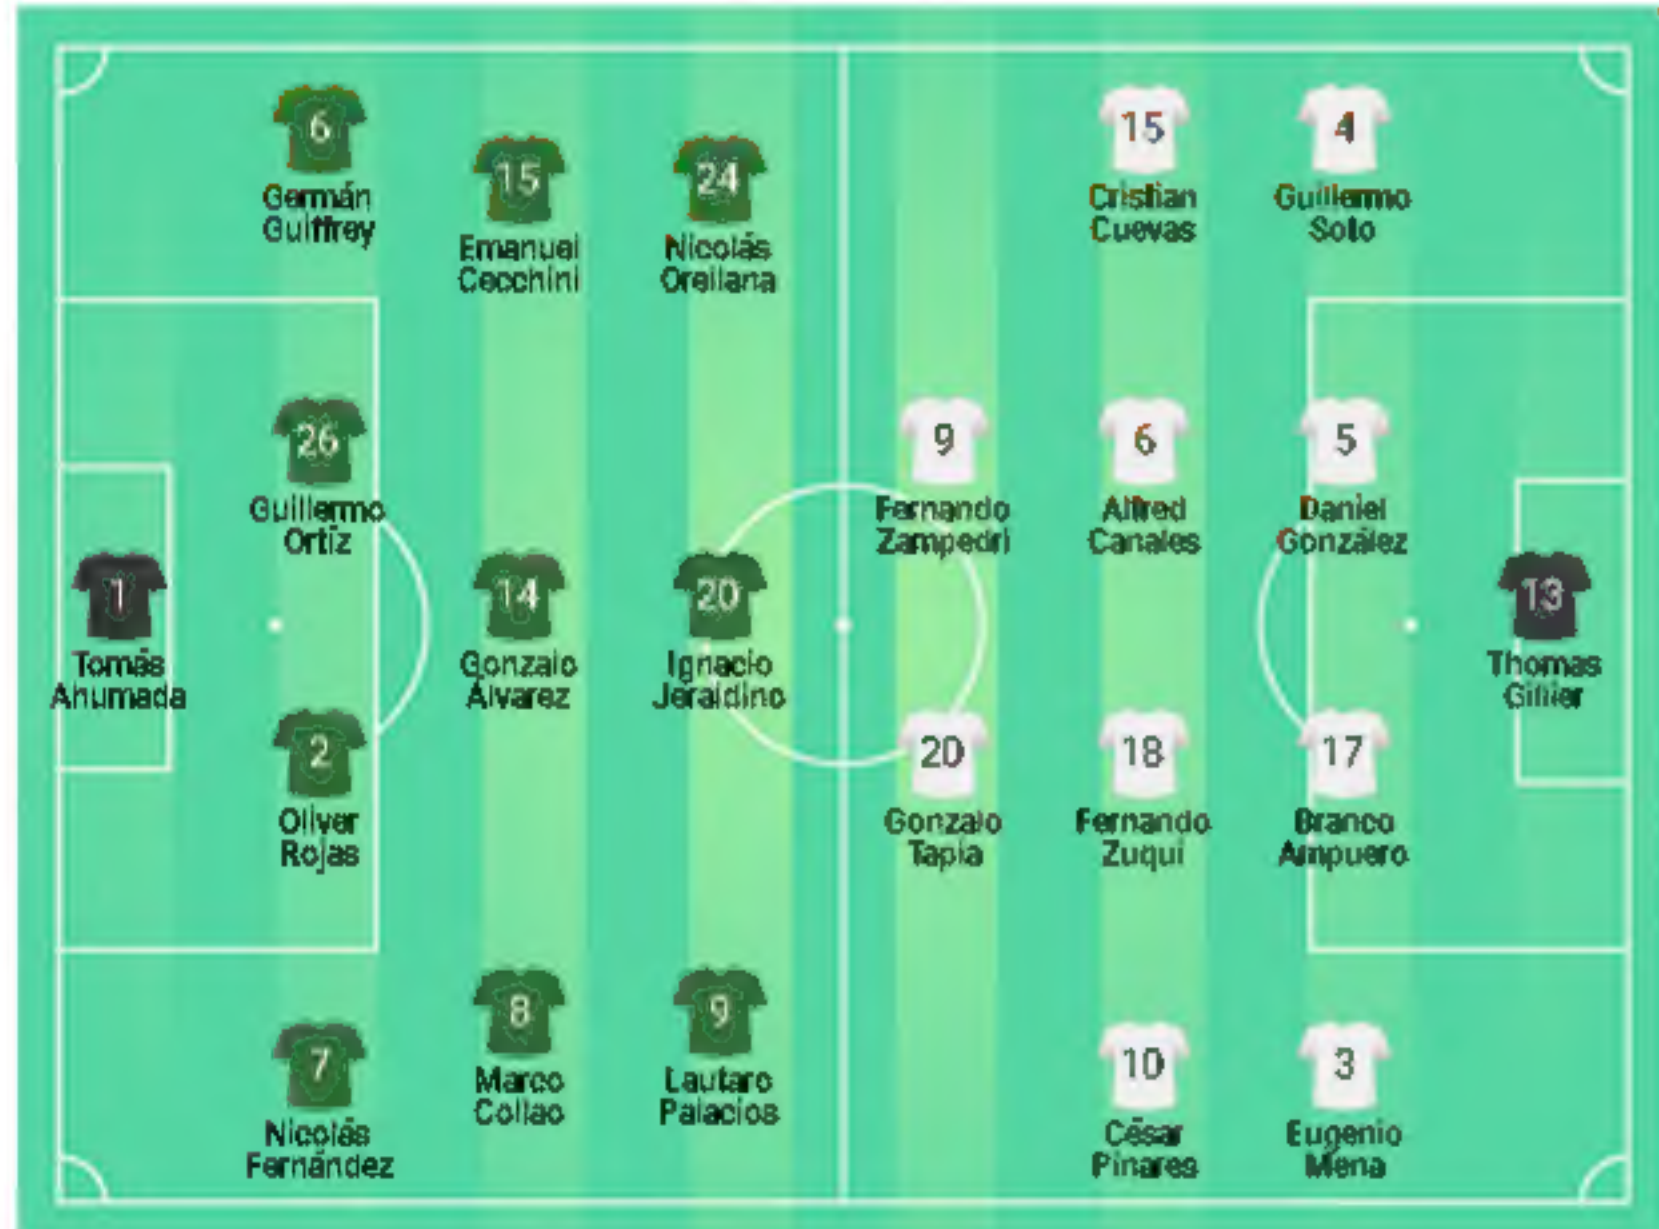 6
Germán
Guiffrey
15
Emanuel
Cecchini
24
Nicolás
Orellana
15
Cristian
Cuevas
4
Guillermo
Soto
26
Guillermo
Ortíz
9
Fernando
Zampedri
6
Alfred
Canales
5
Daniel
González
1
Tomás
Ahumada
14
Gonzalo
Álvarez
20
Ignacio
Jeraldino
13
Thomas
Gillier
2
Oliver
Rojas
20
Gonzalo
Tapia
18
Fernando
Zuqui
17
Branco
Ampuero
7
Nicolás
Fernández
8
Marco
Collao
9
Lautaro
Palacios
10
César
Pinares
3
Eugenio
Mena